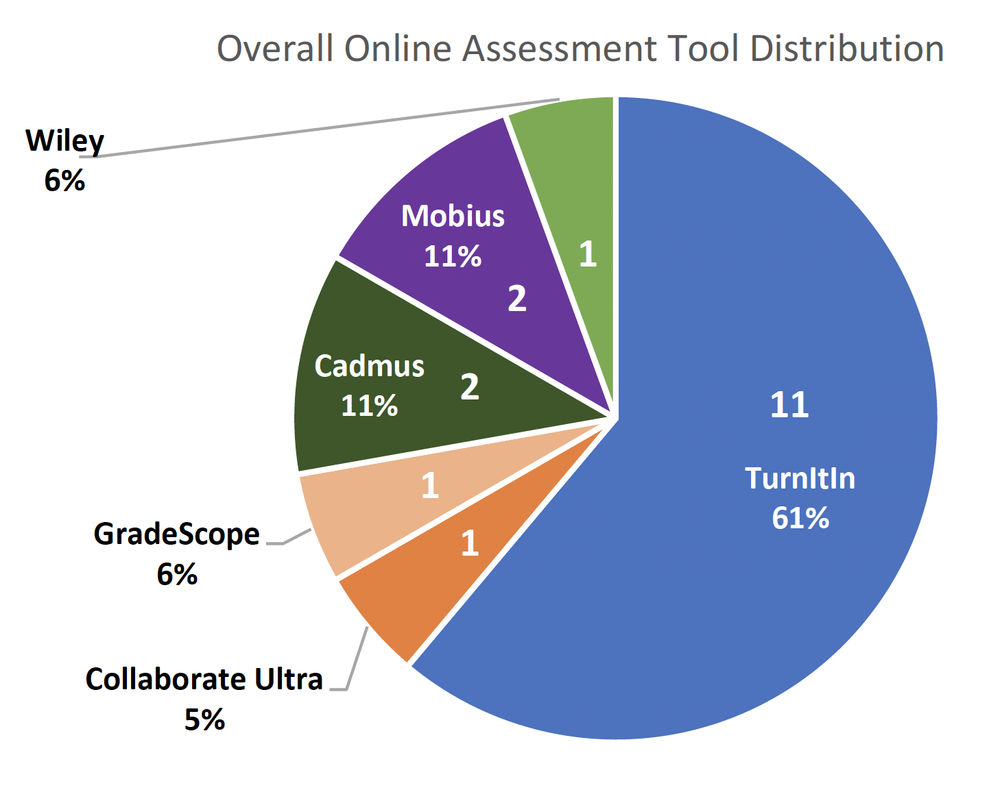 Overall Online Assessment Tool Distribution
Wiley
6%
Mobius
11%
2
1
Cadmus
11%
2
11
TurnItIn
61%
1
GradeScope
6%
1
Collaborate Ultra
5%